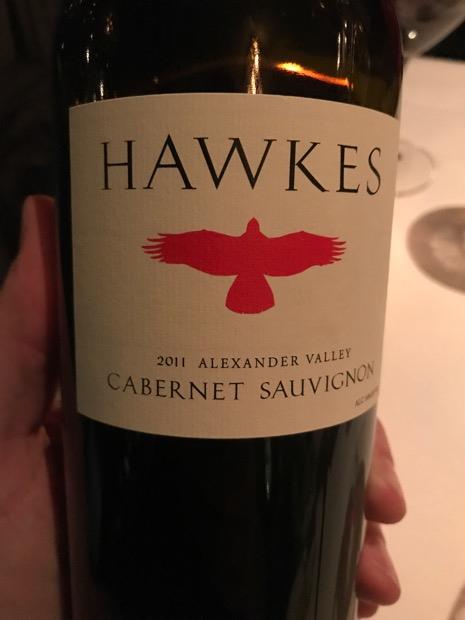 HAWKES
2011 ALEXANDER VALLEY
CABERNET SAUVIGNON